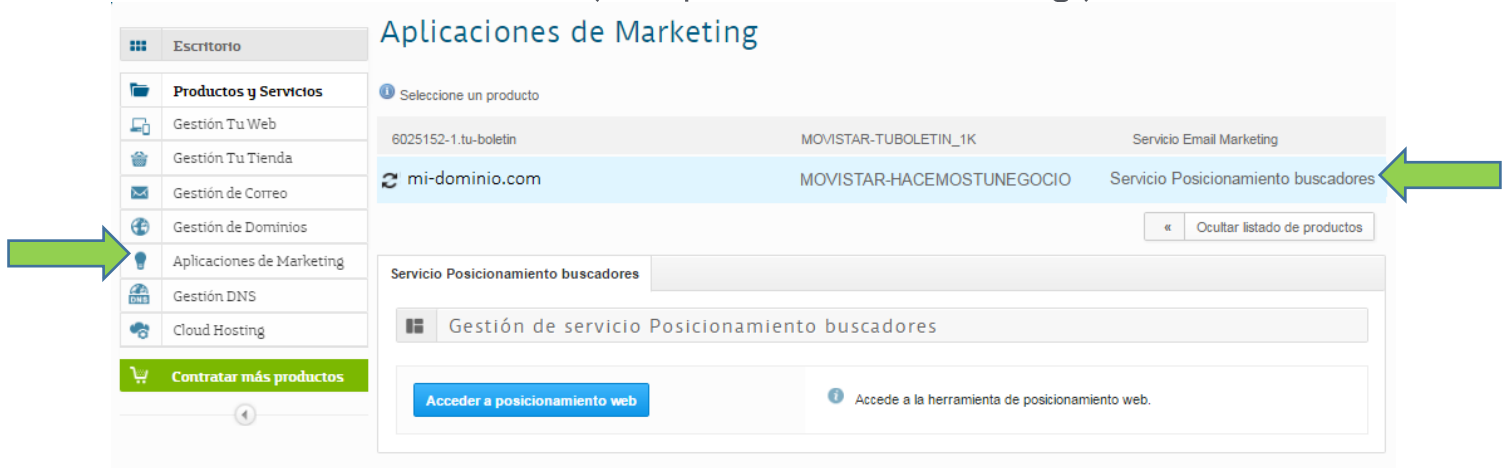 Aplicaciones de Marketing
Escritorio
Productos y Servicios
Gestión Tu Web
Gestión Tu Tienda
Gestión de Correo
Gestión de Dominios
Aplicaciones de Marketing
DNS
Gestión DNS
Cloud Hosting
Contratar más productos
Seleccione un producto
6025152-1.tu-boletin MOVISTAR-TUBOLETIN_1K Servicio Email Marketing
mi-dominio.com MOVISTAR-HACEMOSTUNEGOCIO Servicio Posicionamiento buscadores
« Ocultar listado de productos
Servicio Posicionamiento buscadores
Gestión de servicio Posicionamiento buscadores
Acceder a posicionamiento web
Accede a la herramienta de posicionamiento web.